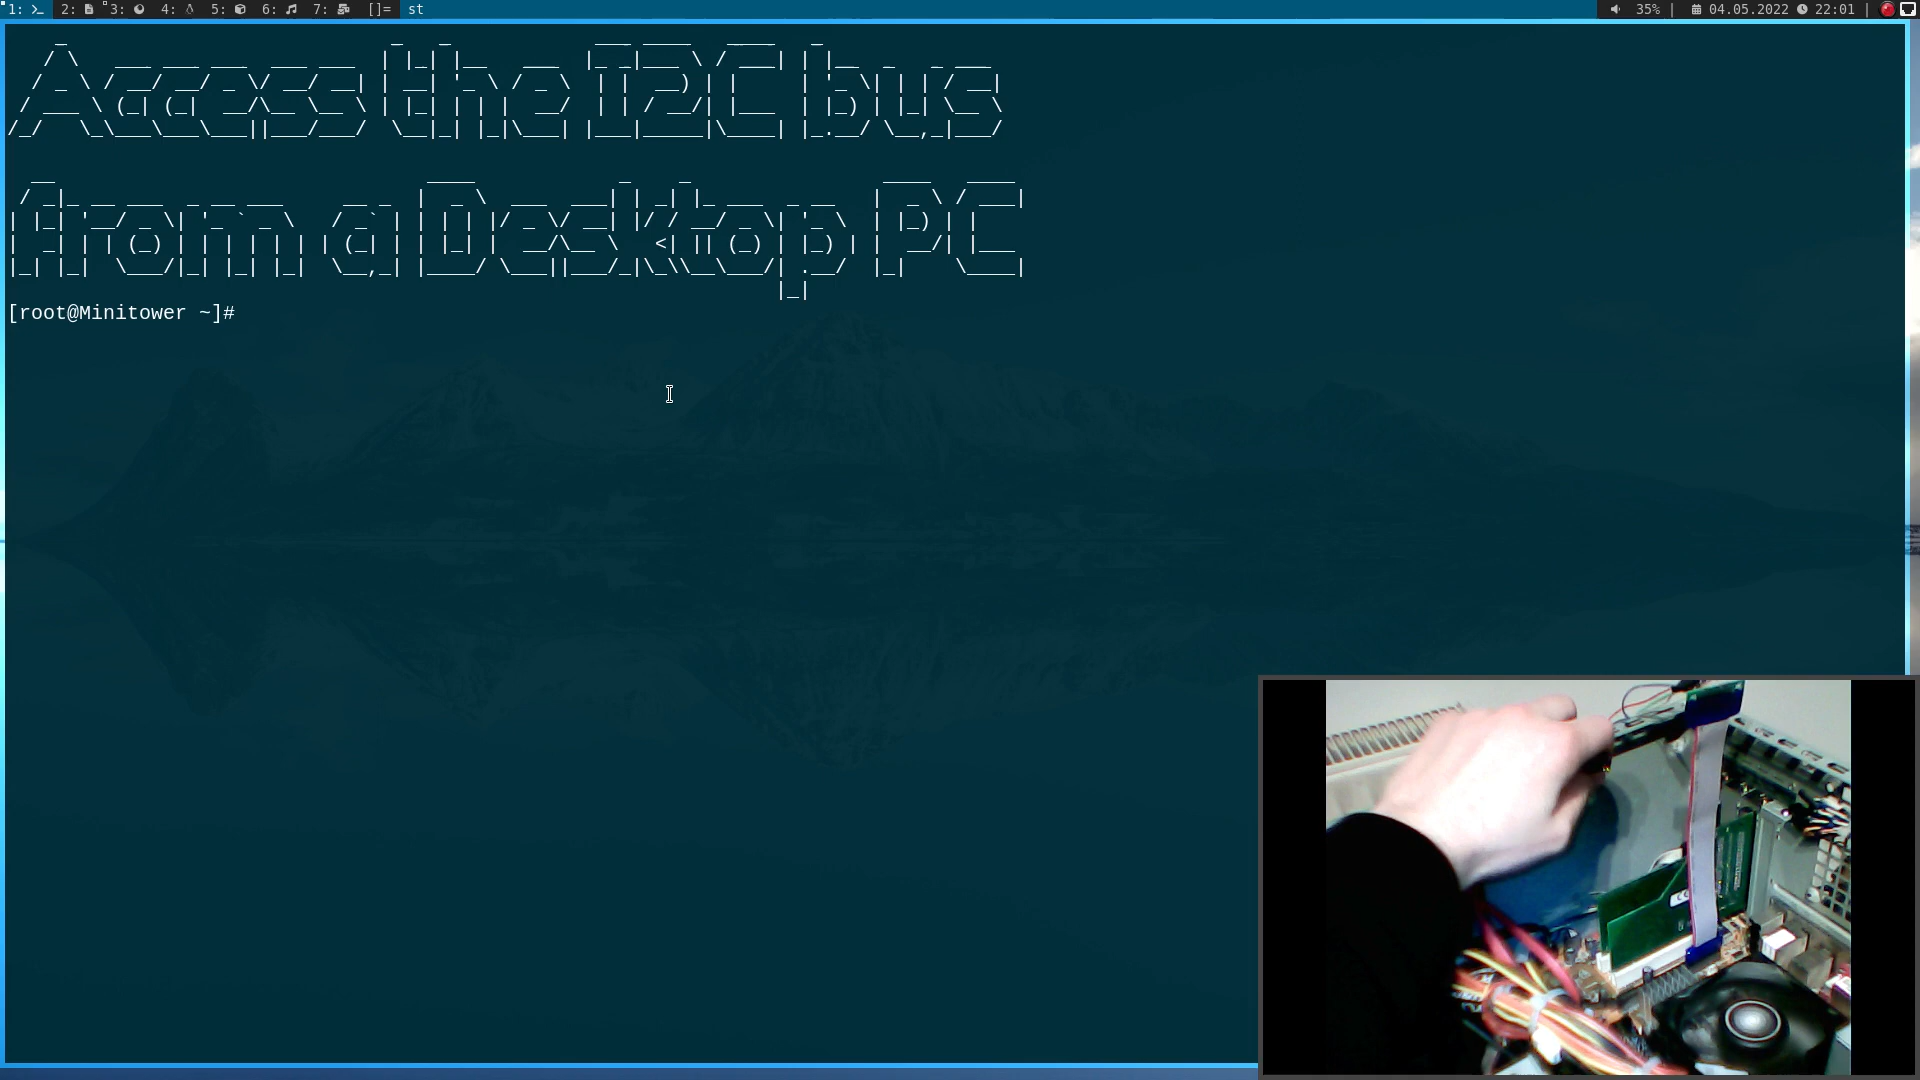 1: 2: 3: 4: 5: 6: 7: []= st 35% | 04.05.2022 22:01 |
Access the I2C bus
from a Desktop PC
[root@Minitower ~]#